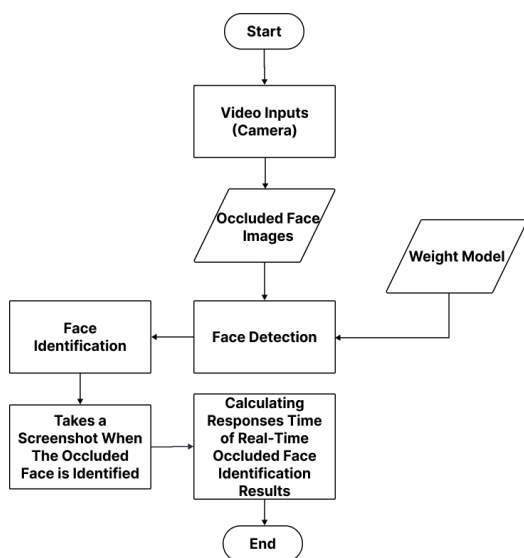 Start
Video Inputs
(Camera)
Occluded Face
Images
Weight Model
Face Detection
Face
Identification
Takes a
Screenshot When
The Occluded
Face is Identified
Calculating
Responses Time
of Real-Time
Occluded Face
Identification
Results
End